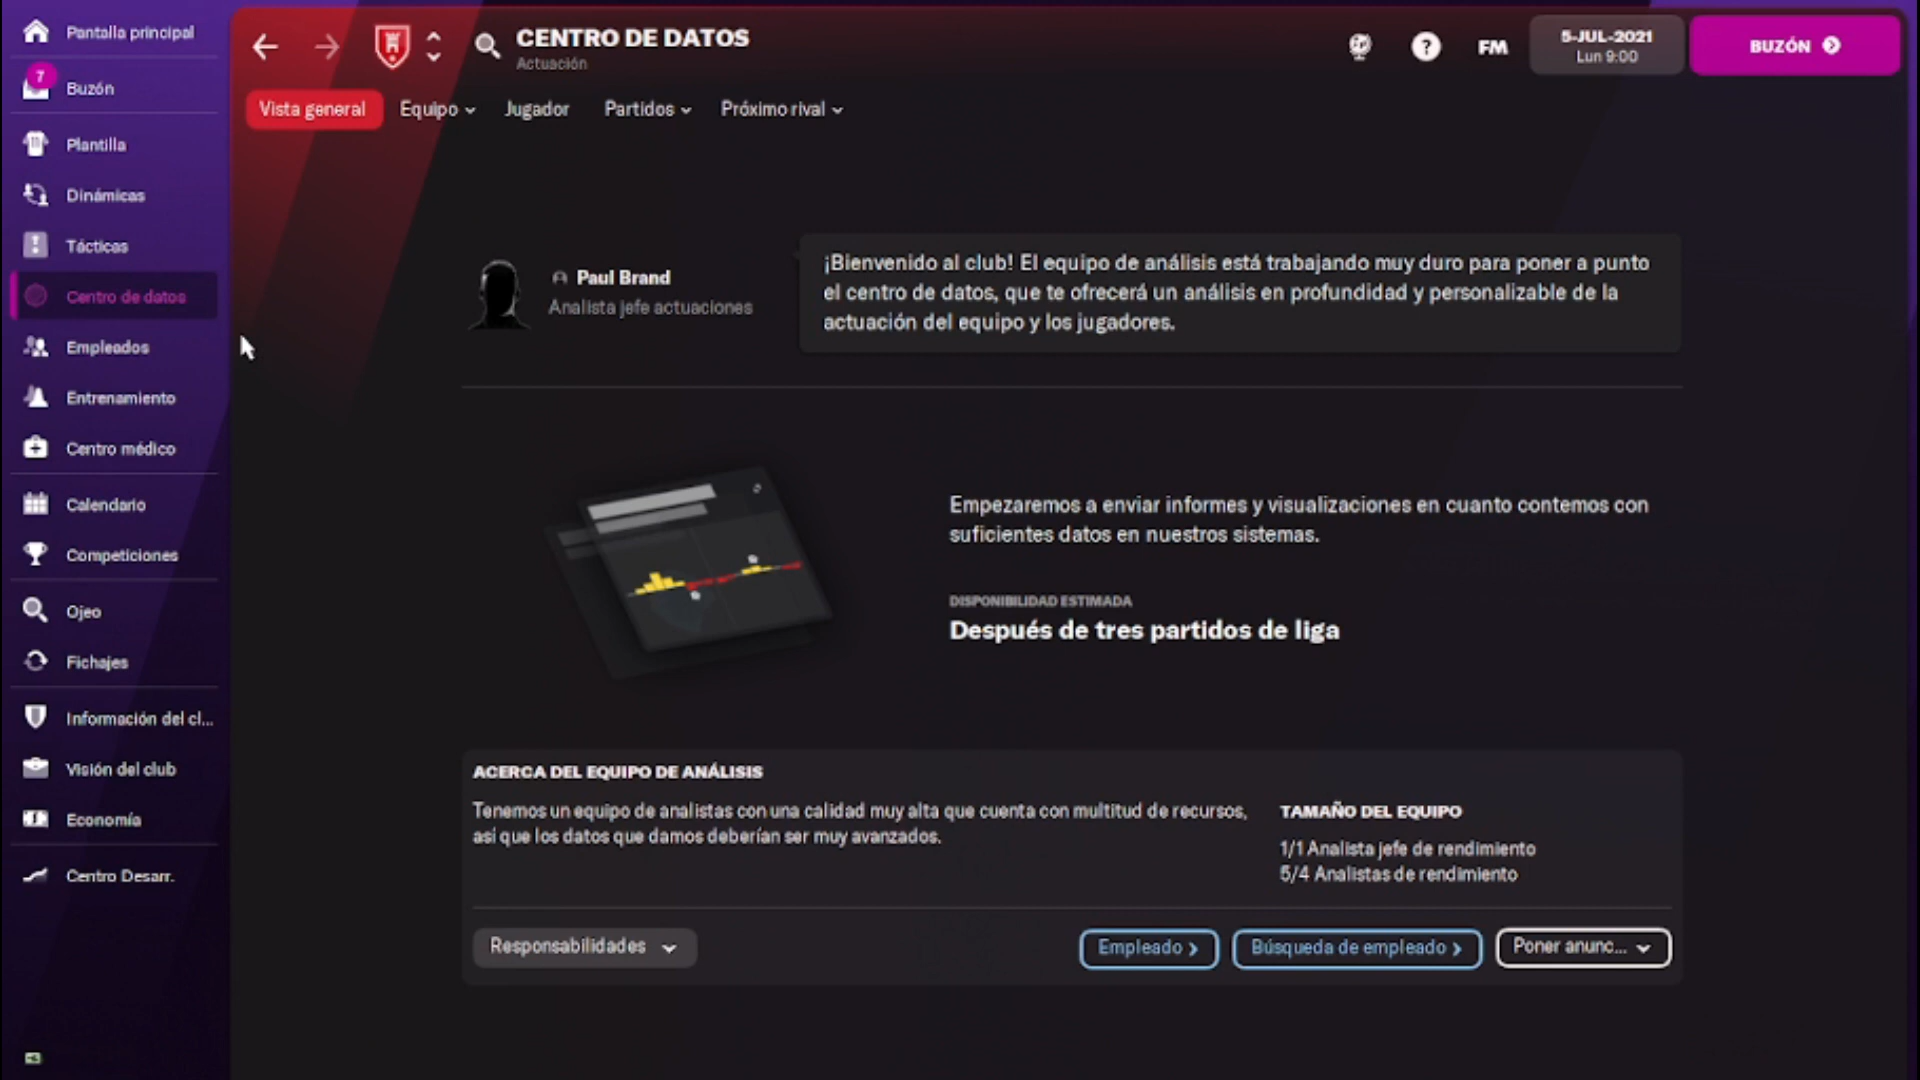 Pantalla principal
7
Buzón
Plantilla
Dinámicas
Tácticas
Centro de datos
Empleados
Entrenamiento
Centro médico
Calendario
Competiciones
Ojeo
Fichajes
Información del cl...
Visión del club
Economía
Centro Desarr.
CENTRO DE DATOS
Actuación
?
FM
5-JUL-2021
Lun 9:00
BUZÓN
Vista general
Equipo
Jugador
Partidos
Próximo rival
Paul Brand
Analista jefe actuaciones
¡Bienvenido al club! El equipo de análisis está trabajando muy duro para poner a punto
el centro de datos, que te ofrecerá un análisis en profundidad y personalizable de la
actuación del equipo y los jugadores.
Empezaremos a enviar informes y visualizaciones en cuanto contemos con
suficientes datos en nuestros sistemas.
DISPONIBILIDAD ESTIMADA
Después de tres partidos de liga
ACERCA DEL EQUIPO DE ANÁLISIS
Tenemos un equipo de analistas con una calidad muy alta que cuenta con multitud de recursos,
así que los datos que damos deberían ser muy avanzados.
TAMAÑO DEL EQUIPO
1/1 Analista jefe de rendimiento
5/4 Analistas de rendimiento
Responsabilidades
Empleado
Búsqueda de empleado
Poner anunc...